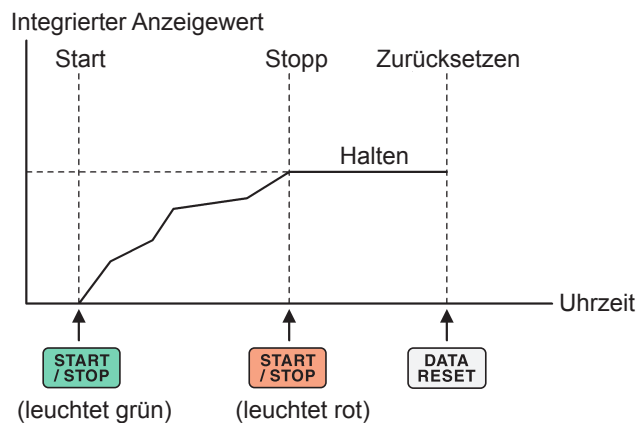 Integrierter Anzeigewert
Start
Stopp
Zurücksetzen
Halten
Uhrzeit
START
/ STOP
START
/ STOP
DATA
RESET
(leuchtet grün)
(leuchtet rot)